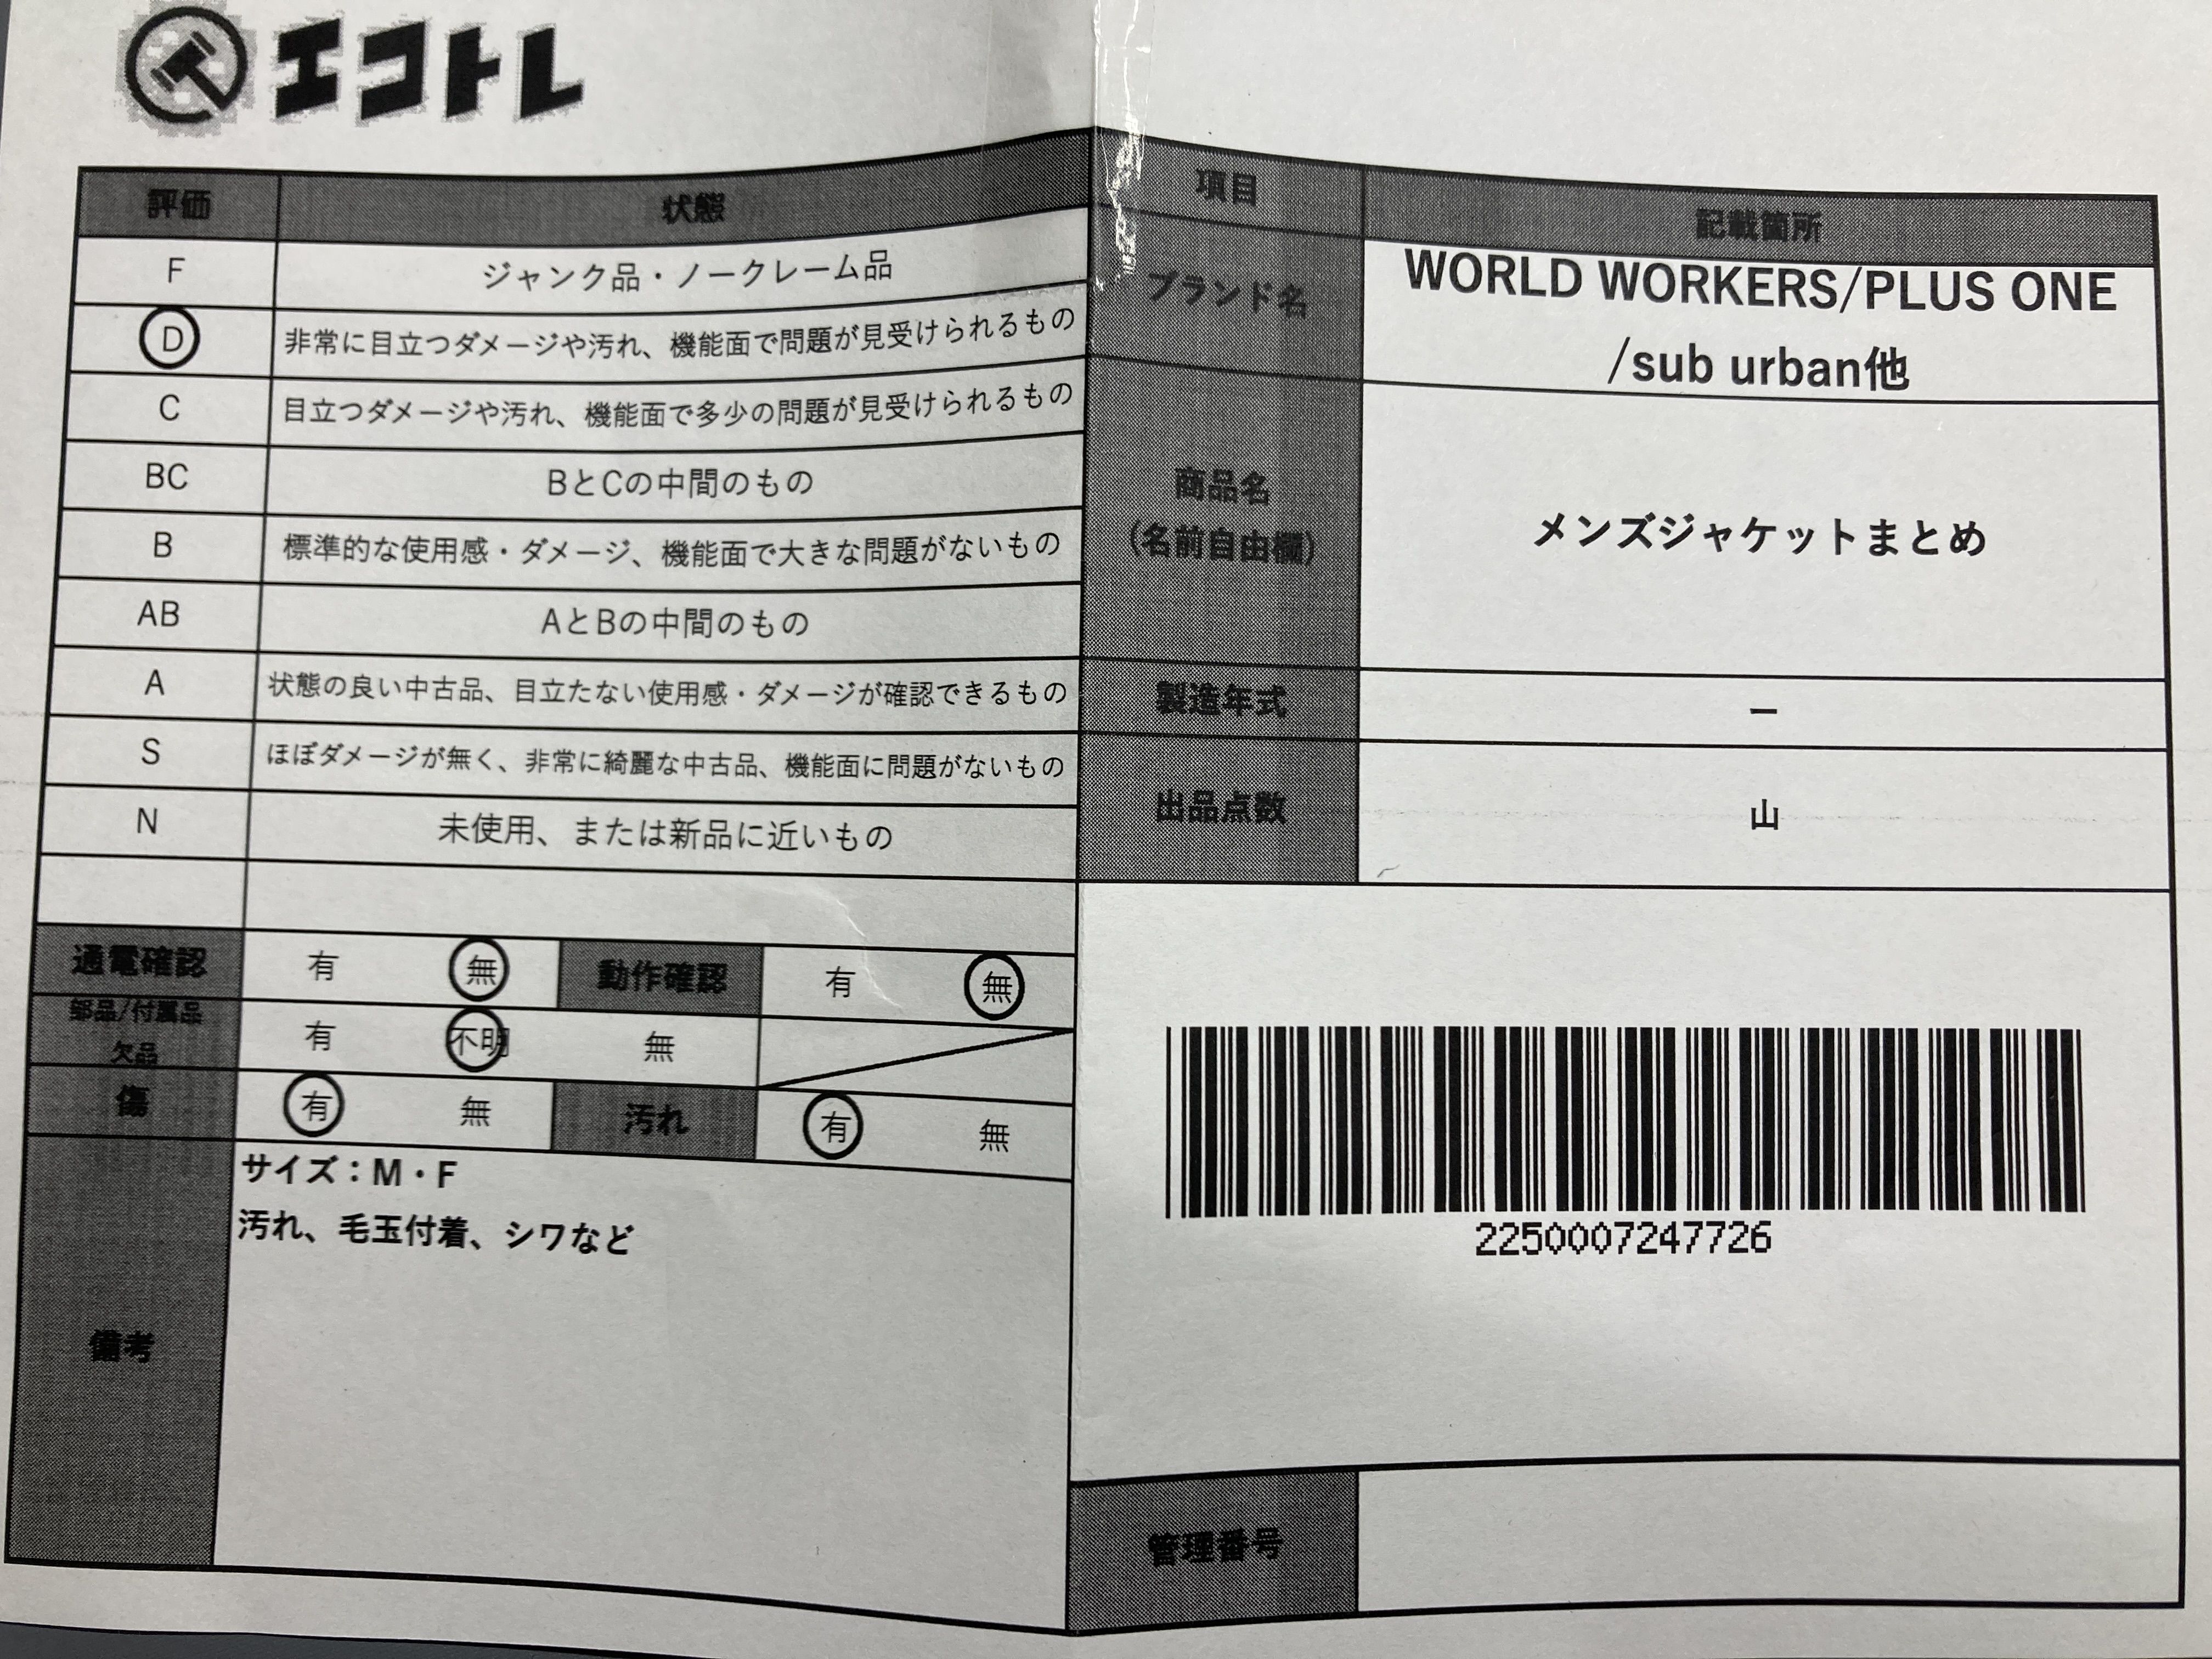 エコトレ
評価 状態
F ジャンク品・ノークレーム品
D 非常に目立つダメージや汚れ、機能面で問題が見受けられるもの
C 目立つダメージや汚れ、機能面で多少の問題が見受けられるもの
BC BとCの中間のもの
B 標準的な使用感・ダメージ、機能面で大きな問題がないもの
AB AとBの中間のもの
A 状態の良い中古品、目立たない使用感・ダメージが確認できるもの
S ほぼダメージが無く、非常に綺麗な中古品、機能面に問題がないもの
N 未使用、または新品に近いもの
通電確認 有 無 動作確認 有 無
部品/付属品
欠品
有 不明 無
傷 有 無 汚れ 有 無
備考
サイズ：M・F
汚れ、毛玉付着、シワなど
項目 記載箇所
ブランド名
WORLD WORKERS/PLUS ONE
/sub urban他
商品名
(名前自由欄)
メンズジャケットまとめ
製造年式 ー
出品点数 山
2250007247726
管理番号